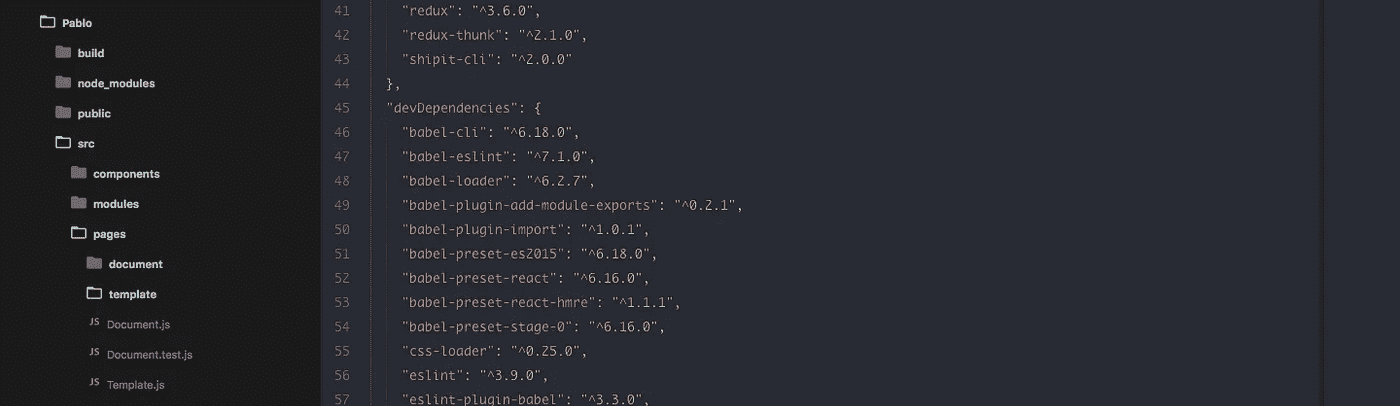 Pablo
build
node_modules
public
src
components
modules
pages
document
template
JS Document.js
JS Document.test.js
JS Template.js
41 "redux": "^3.6.0",
42 "redux-thunk": "^2.1.0",
43 "shipit-cli": "^2.0.0"
44 },
45 "devDependencies": {
46 "babel-cli": "^6.18.0",
47 "babel-eslint": "^7.1.0",
48 "babel-loader": "^6.2.7",
49 "babel-plugin-add-module-exports": "^0.2.1",
50 "babel-plugin-import": "^1.0.1",
51 "babel-preset-es2015": "^6.18.0",
52 "babel-preset-react": "^6.16.0",
53 "babel-preset-react-hmre": "^1.1.1",
54 "babel-preset-stage-0": "^6.16.0",
55 "css-loader": "^0.25.0",
56 "eslint": "^3.9.0",
57 "eslint-plugin-babel": "^3.3.0",